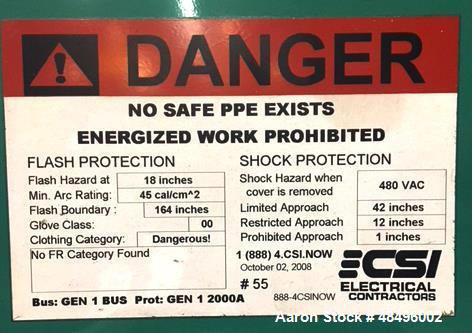 DANGER
NO SAFE PPE EXISTS
ENERGIZED WORK PROHIBITED
FLASH PROTECTION
Flash Hazard at 18 inches
Min. Arc Rating: 45 cal/cm^2
Flash Boundary : 164 inches
Glove Class: 00
Clothing Category: Dangerous!
No FR Category Found
SHOCK PROTECTION
Shock Hazard when
cover is removed 480 VAC
Limited Approach 42 inches
Restricted Approach 12 inches
Prohibited Approach 1 inches
1 (888) 4.CSI.NOW
October 02, 2008
# 55
888-4CSINOW
CSI
ELECTRICAL
CONTRACTORS
Bus: GEN 1 BUS Prot: GEN 1 2000A
Aaron Stock # 48496002